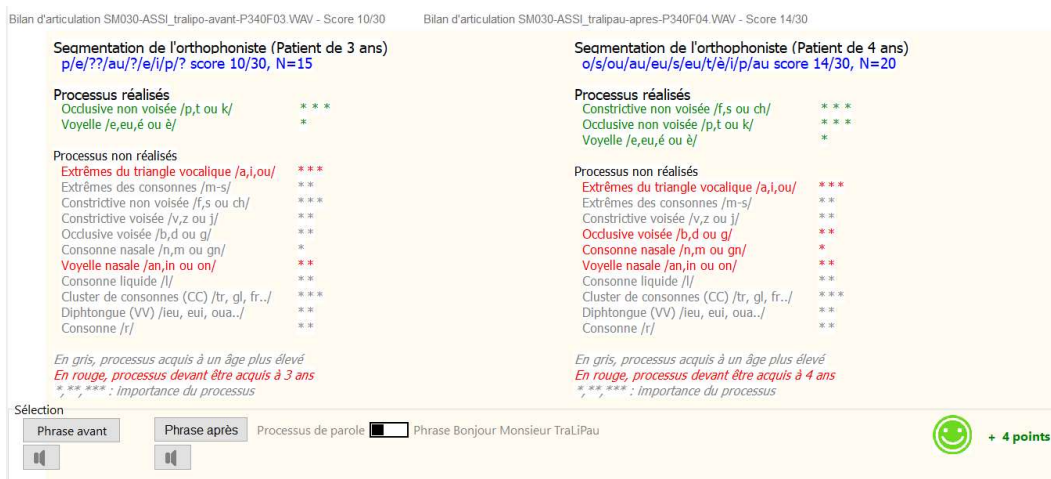 Bilan d'articulation SM030-ASSI_tralipo-avant-P340F03.WAV - Score 10/30
Bilan d'articulation SM030-ASSI_tralipau-apres-P340F04.WAV - Score 14/30
Segmentation de l'orthophoniste (Patient de 3 ans)
p/e/??/au/?/e/i/p/? score 10/30, N=15
Processus réalisés
Occlusive non voisée /p,t ou k/ * * *
Voyelle /e,eu,é ou è/ *
Processus non réalisés
Extrêmes du triangle vocalique /a,i,ou/ * * *
Extrêmes des consonnes /m-s/ * *
Constrictive non voisée /f,s ou ch/ * * *
Constrictive voisée /v,z ou j/ * *
Occlusive voisée /b,d ou g/ * *
Consonne nasale /n,m ou gn/ *
Voyelle nasale /an,in ou on/ * *
Consonne liquide /l/ * *
Cluster de consonnes (CC) /tr, gl, fr../ * * *
Diphtongue (VV) /ieu, eui, oua../ * *
Consonne /r/ * *
En gris, processus acquis à un âge plus élevé
En rouge, processus devant être acquis à 3 ans
*,**,*** : importance du processus
Segmentation de l'orthophoniste (Patient de 4 ans)
o/s/ou/au/eu/s/eu/t/è/i/p/au score 14/30, N=20
Processus réalisés
Constrictive non voisée /f,s ou ch/ * * *
Occlusive non voisée /p,t ou k/ * * *
Voyelle /e,eu,é ou è/ *
Processus non réalisés
Extrêmes du triangle vocalique /a,i,ou/ * * *
Extrêmes des consonnes /m-s/ * *
Constrictive voisée /v,z ou j/ * *
Occlusive voisée /b,d ou g/ * *
Consonne nasale /n,m ou gn/ *
Voyelle nasale /an,in ou on/ * *
Consonne liquide /l/ * *
Cluster de consonnes (CC) /tr, gl, fr../ * * *
Diphtongue (VV) /ieu, eui, oua../ * *
Consonne /r/ * *
En gris, processus acquis à un âge plus élevé
En rouge, processus devant être acquis à 4 ans
*,**,*** : importance du processus
Sélection
Phrase avant
Phrase après
Processus de parole
Phrase Bonjour Monsieur TraLiPau
+ 4 points